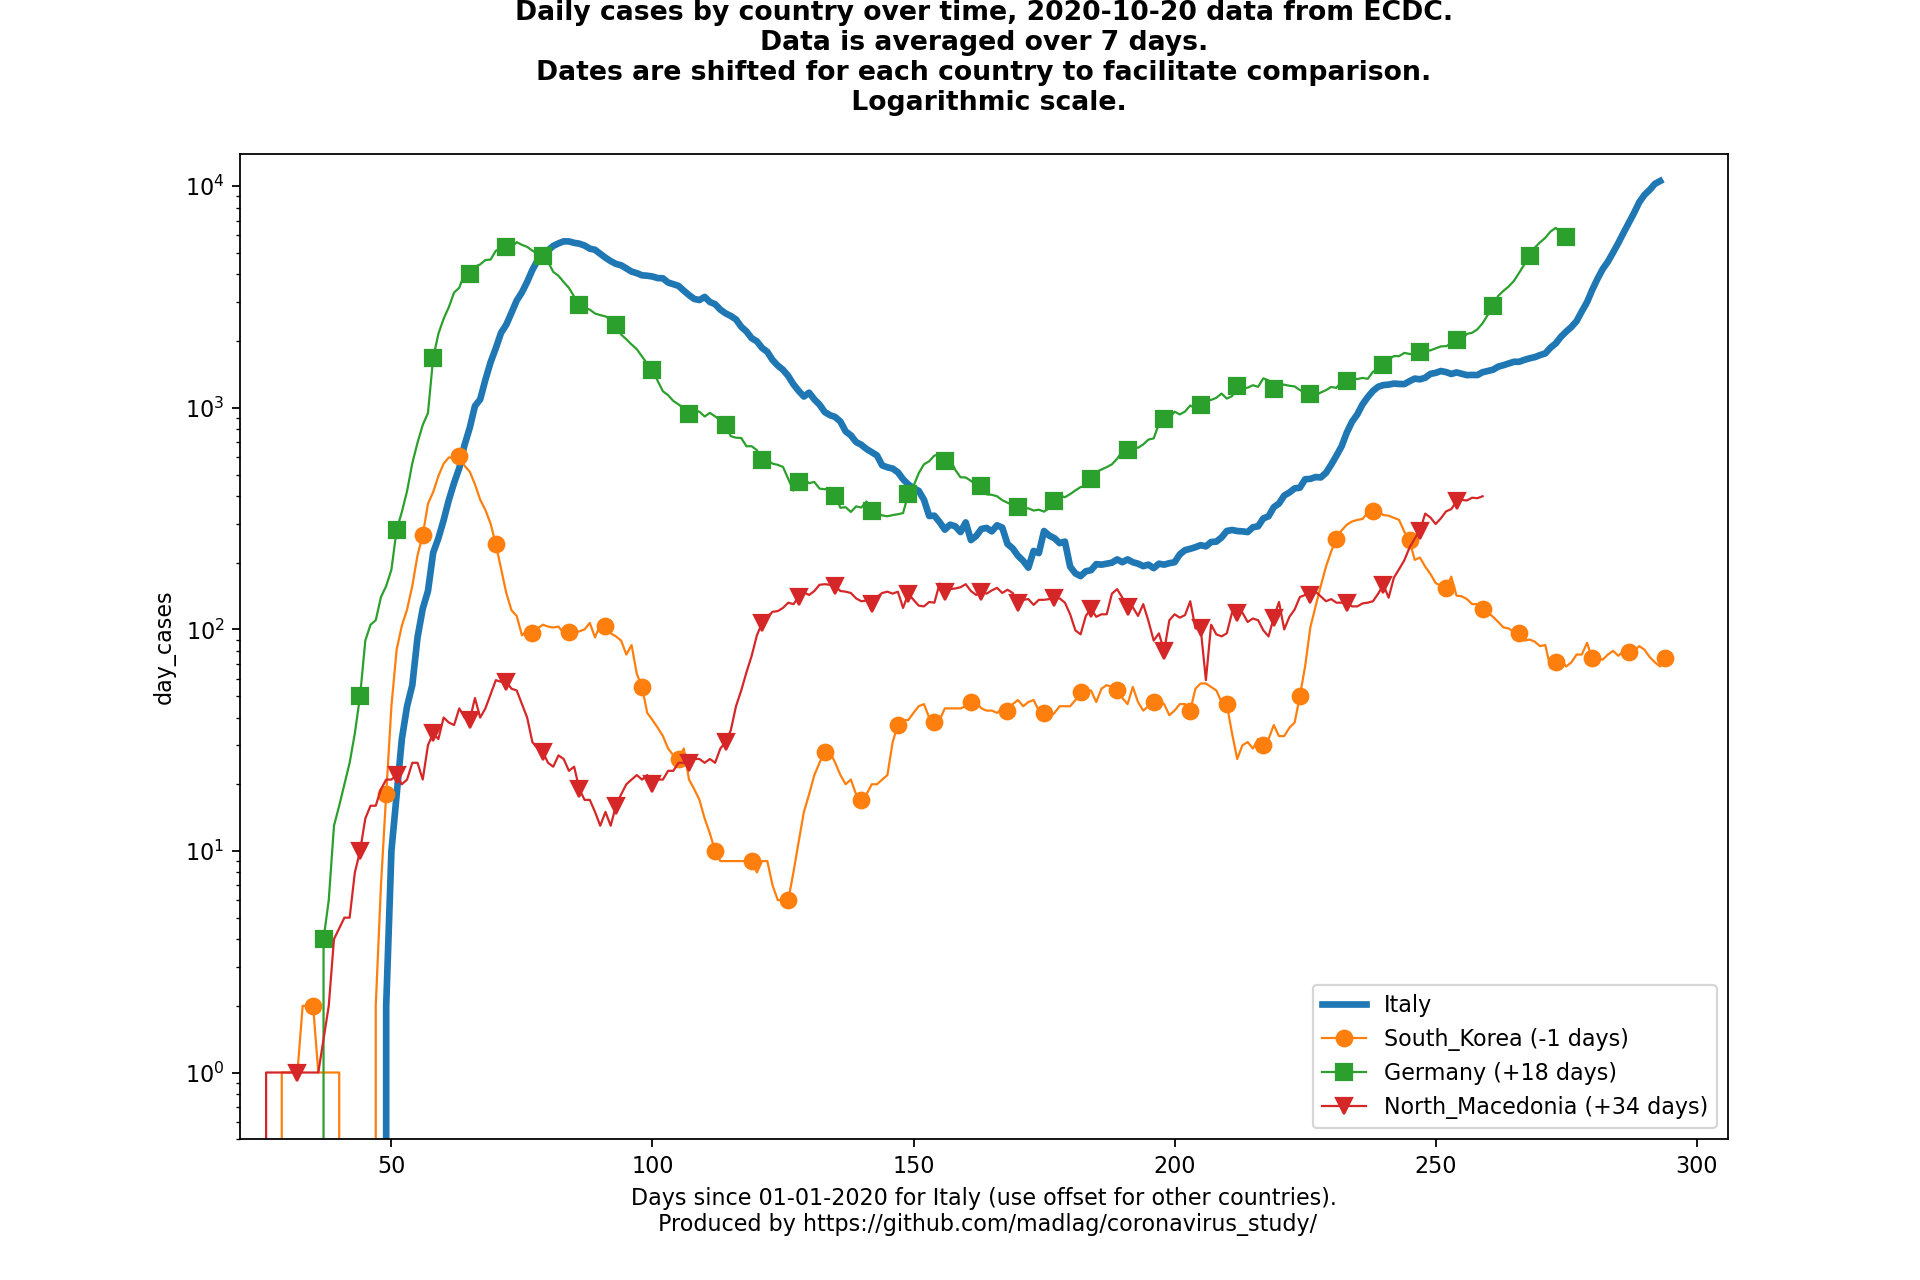 Daily cases by country over time, 2020-10-20 data from ECDC.
Data is averaged over 7 days.
Dates are shifted for each country to facilitate comparison.
Logarithmic scale.
10^4
10^3
10^2
10^1
10^0
day_cases
Italy
South_Korea (-1 days)
Germany (+18 days)
North_Macedonia (+34 days)
50 100 150 200 250 300
Days since 01-01-2020 for Italy (use offset for other countries).
Produced by https://github.com/madlag/coronavirus_study/